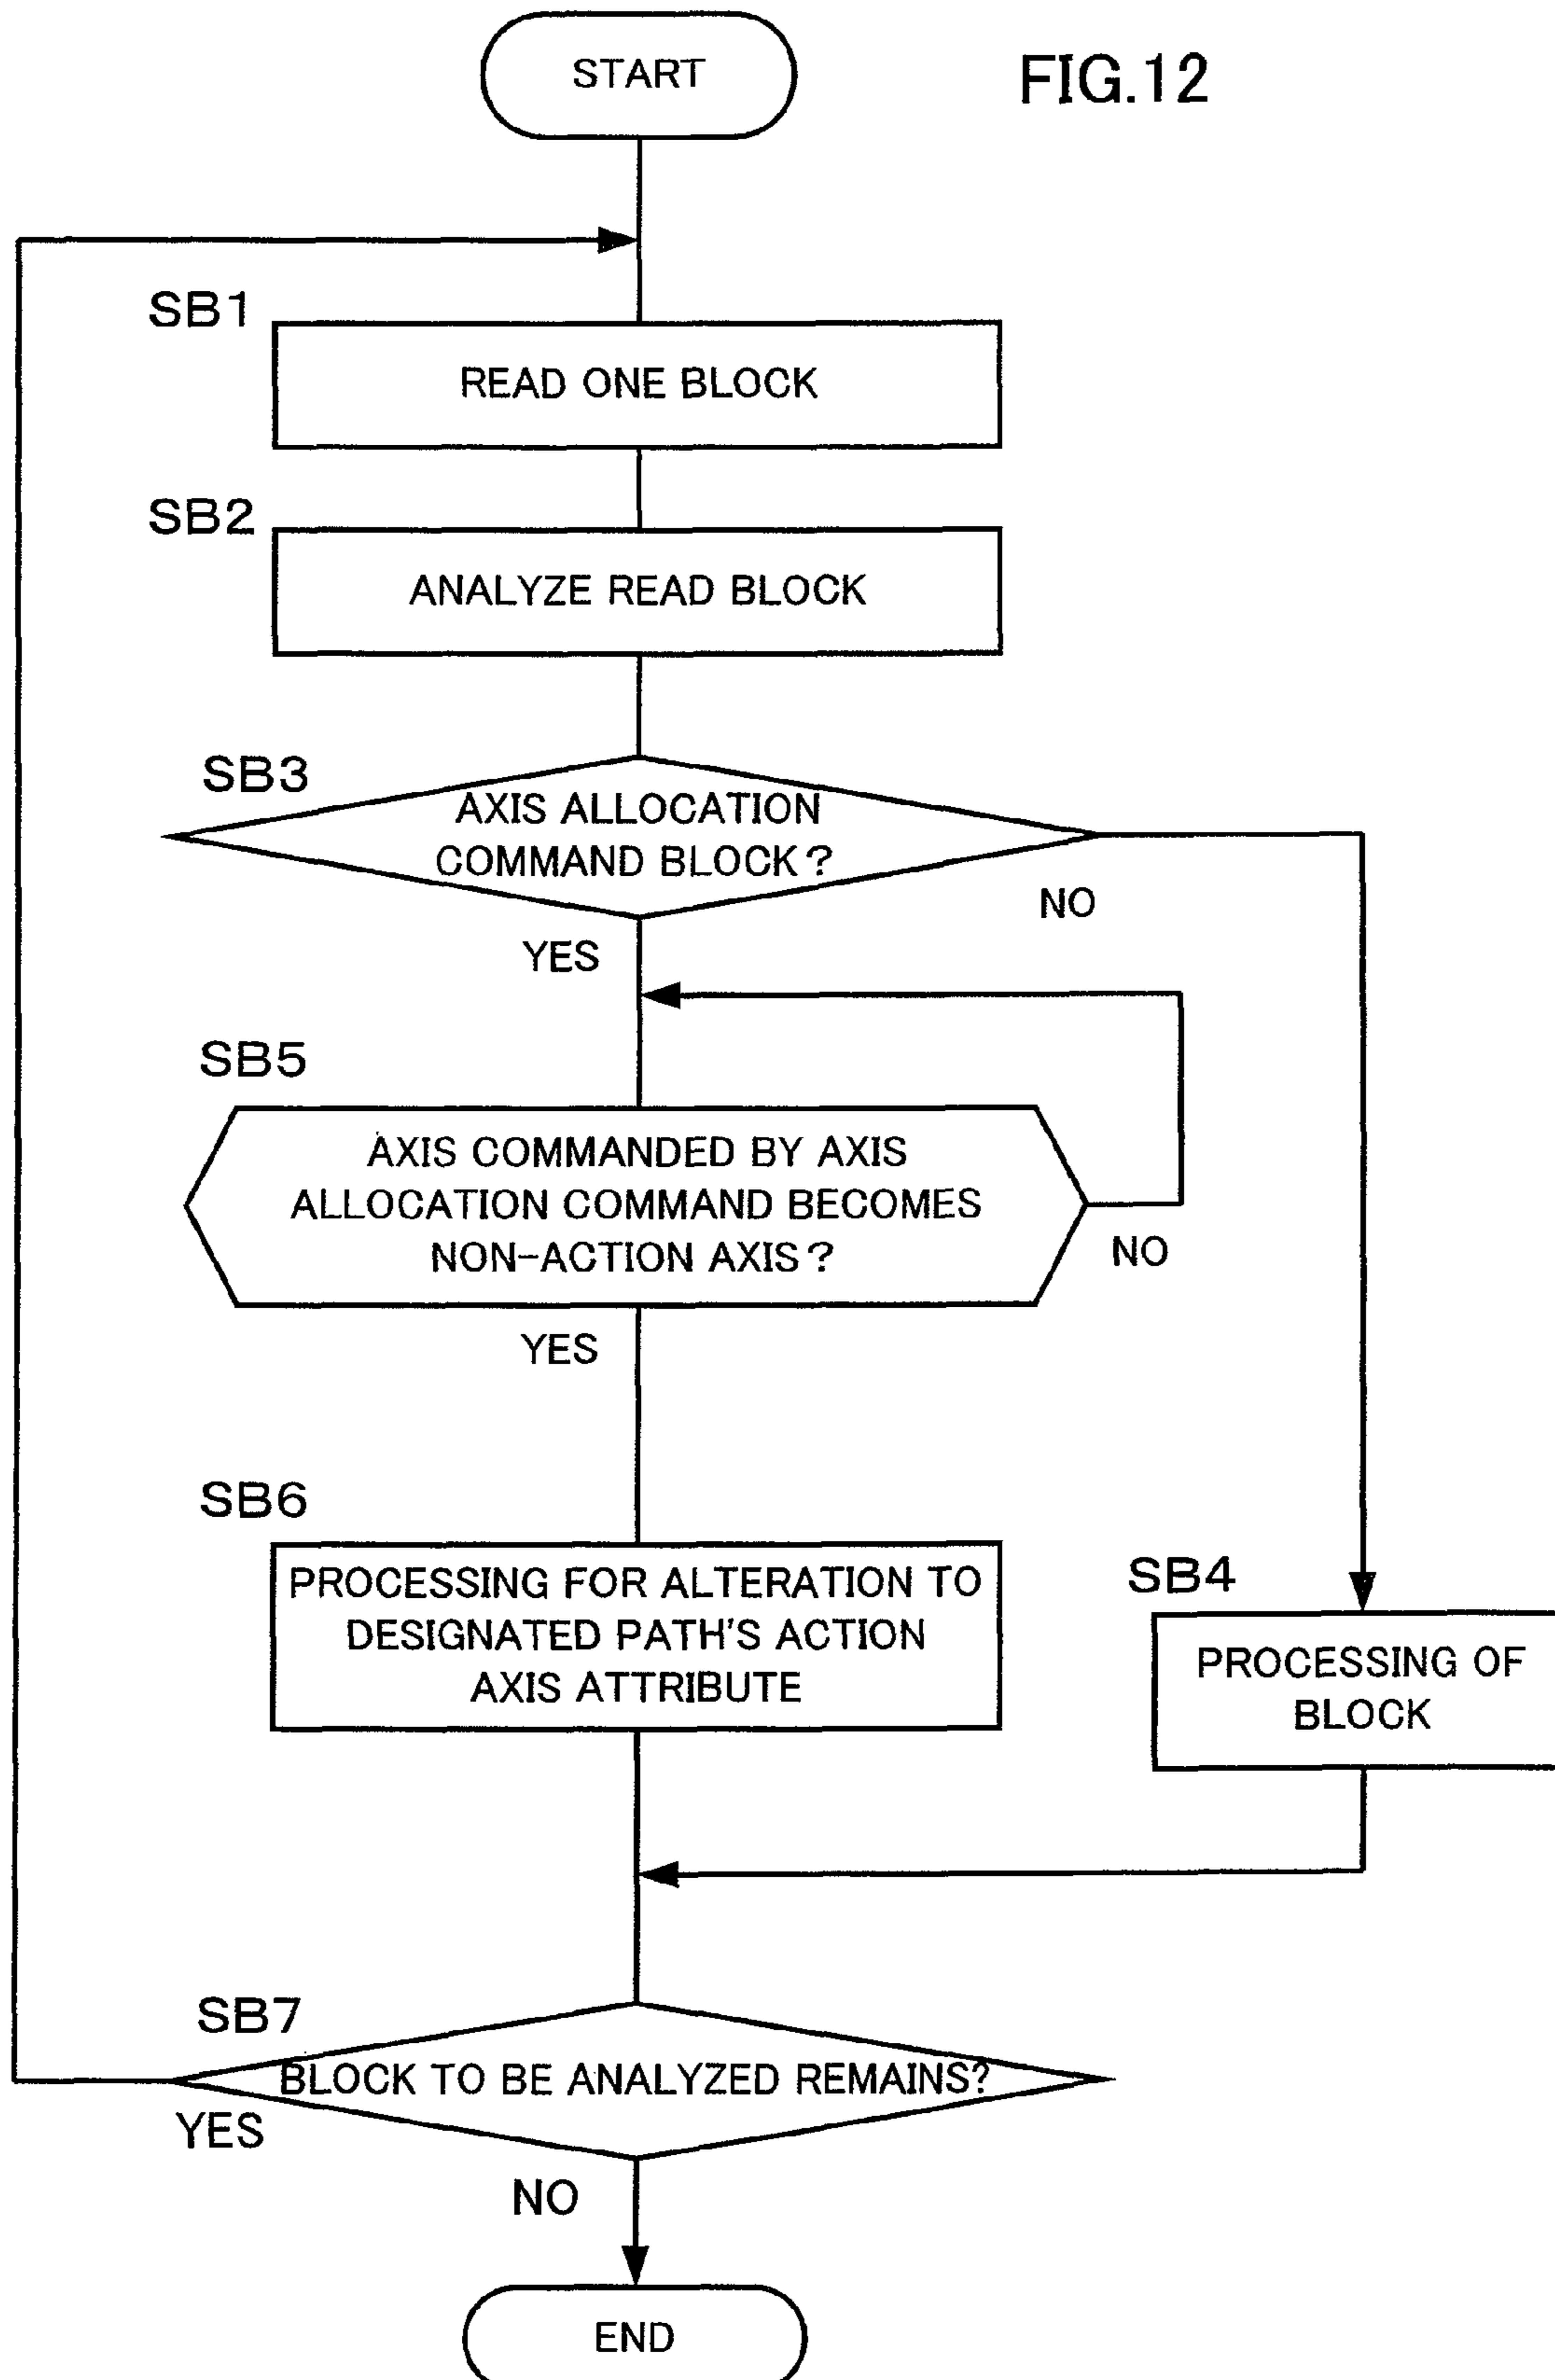 START
FIG.12
SB1
READ ONE BLOCK
SB2
ANALYZE READ BLOCK
SB3
AXIS ALLOCATION
COMMAND BLOCK?
NO
YES
SB5
AXIS COMMANDED BY AXIS
ALLOCATION COMMAND BECOMES
NON-ACTION AXIS?
NO
YES
SB6
PROCESSING FOR ALTERATION TO
DESIGNATED PATH'S ACTION
AXIS ATTRIBUTE
SB4
PROCESSING OF
BLOCK
SB7
BLOCK TO BE ANALYZED REMAINS?
YES
NO
END